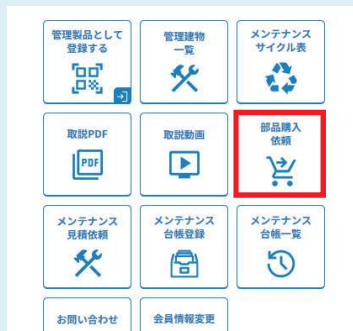 管理製品として
登録する
管理建物
一覧
メンテナンス
サイクル表
取説PDF
PDF
取説動画
部品購入
依頼
メンテナンス
見積依頼
メンテナンス
台帳登録
メンテナンス
台帳一覧
お問い合わせ
会員情報変更